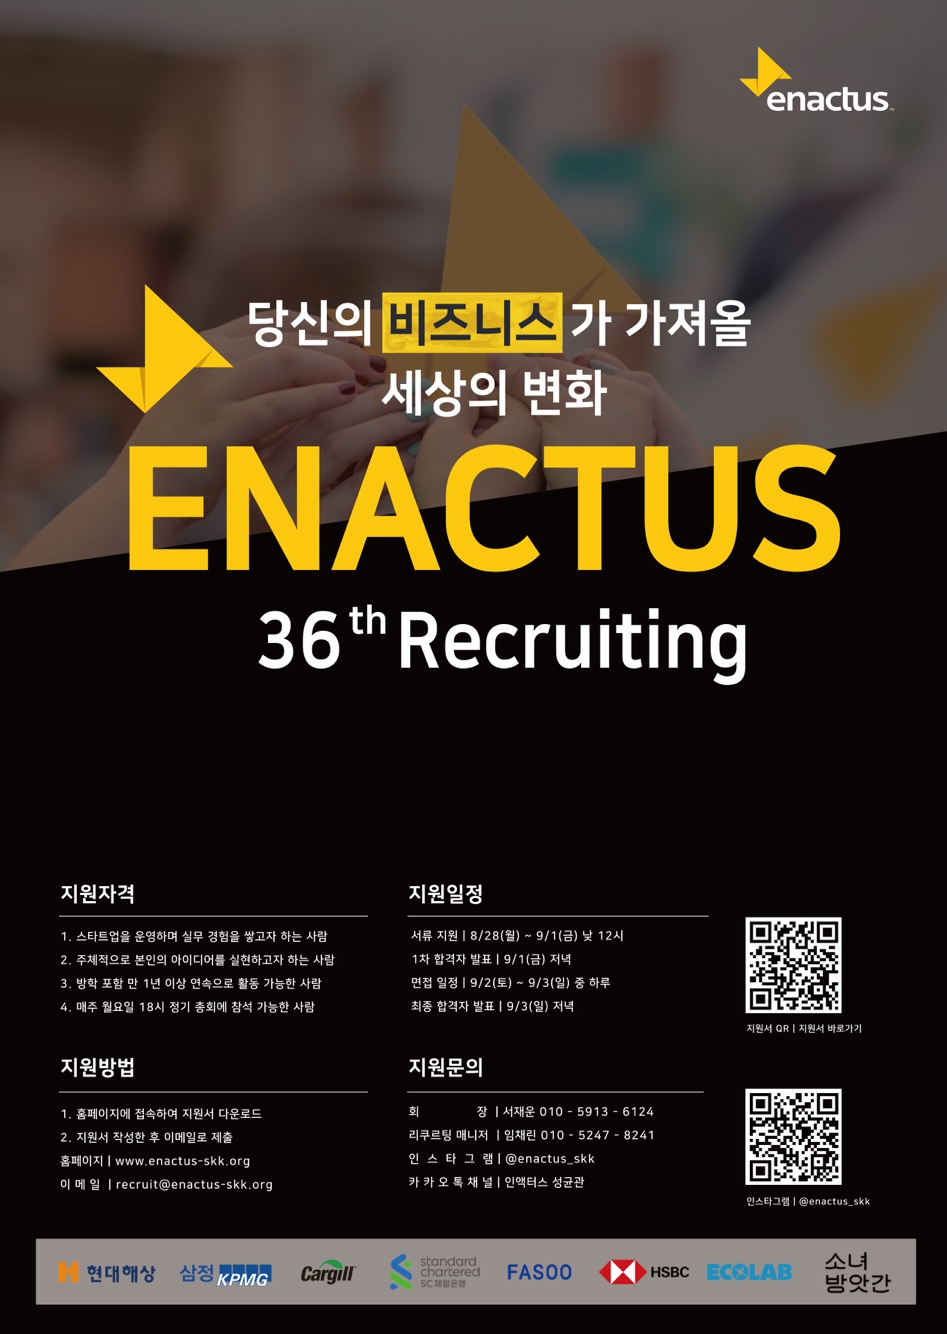 enactus
당신의 비즈니스가 가져올
세상의 변화
ENACTUS
36th Recruiting
지원자격
1. 스타트업을 운영하며 실무 경험을 쌓고자 하는 사람
2. 주체적으로 본인의 아이디어를 실현하고자 하는 사람
3. 방학 포함 만 1년 이상 연속으로 활동 가능한 사람
4. 매주 월요일 18시 정기 총회에 참석 가능한 사람
지원일정
서류 지원 | 8/28(월) ~ 9/1(금) 낮 12시
1차 합격자 발표 | 9/1(금) 저녁
면접 일정 | 9/2(토) ~ 9/3(일) 중 하루
최종 합격자 발표 | 9/3(일) 저녁
지원서 QR | 지원서 바로가기
지원방법
1. 홈페이지에 접속하여 지원서 다운로드
2. 지원서 작성한 후 이메일로 제출
홈페이지 | www.enactus-skk.org
이 메 일 | recruit@enactus-skk.org
지원문의
회 장 | 서재운 010 - 5913 - 6124
리쿠르팅 매니저 | 임채린 010 - 5247 - 8241
인 스 타 그 램 | @enactus_skk
카 카 오 톡 채 널 | 인액터스 성균관
인스타그램 | @enactus_skk
현대해상
삼정 KPMG
Cargill
standard
chartered
SC제일은행
FASOO
HSBC
ECOLAB
소녀
방앗간